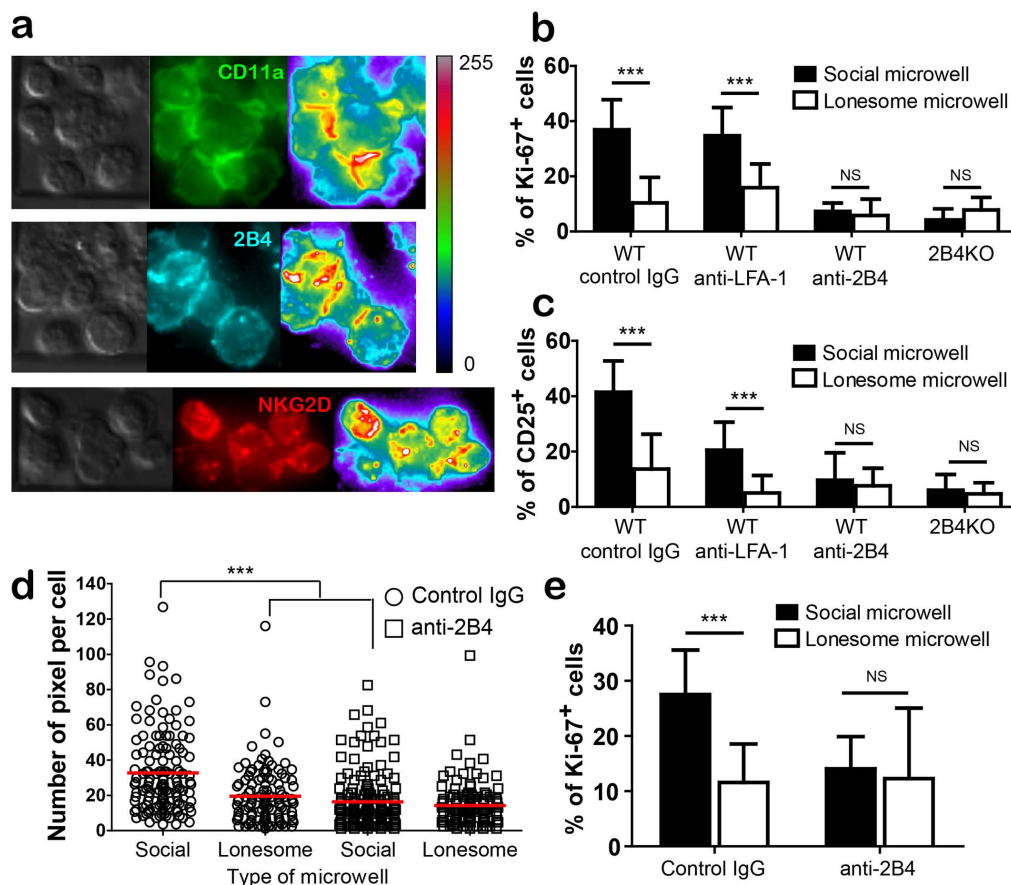 a
CD11a
255
2B4
0
NKG2D
b
% of Ki-67+ cells
60
40
20
0
Social microwell
Lonesome microwell
***
***
NS
NS
WT
control IgG
WT
anti-LFA-1
WT
anti-2B4
2B4KO
c
% of CD25+ cells
60
40
20
0
Social microwell
Lonesome microwell
***
***
NS
NS
WT
control IgG
WT
anti-LFA-1
WT
anti-2B4
2B4KO
d
Number of pixel per cell
140
120
100
80
60
40
20
0
***
Control IgG
anti-2B4
Social
Lonesome
Social
Lonesome
Type of microwell
e
% of Ki-67+ cells
40
30
20
10
0
Social microwell
Lonesome microwell
***
NS
Control IgG
anti-2B4